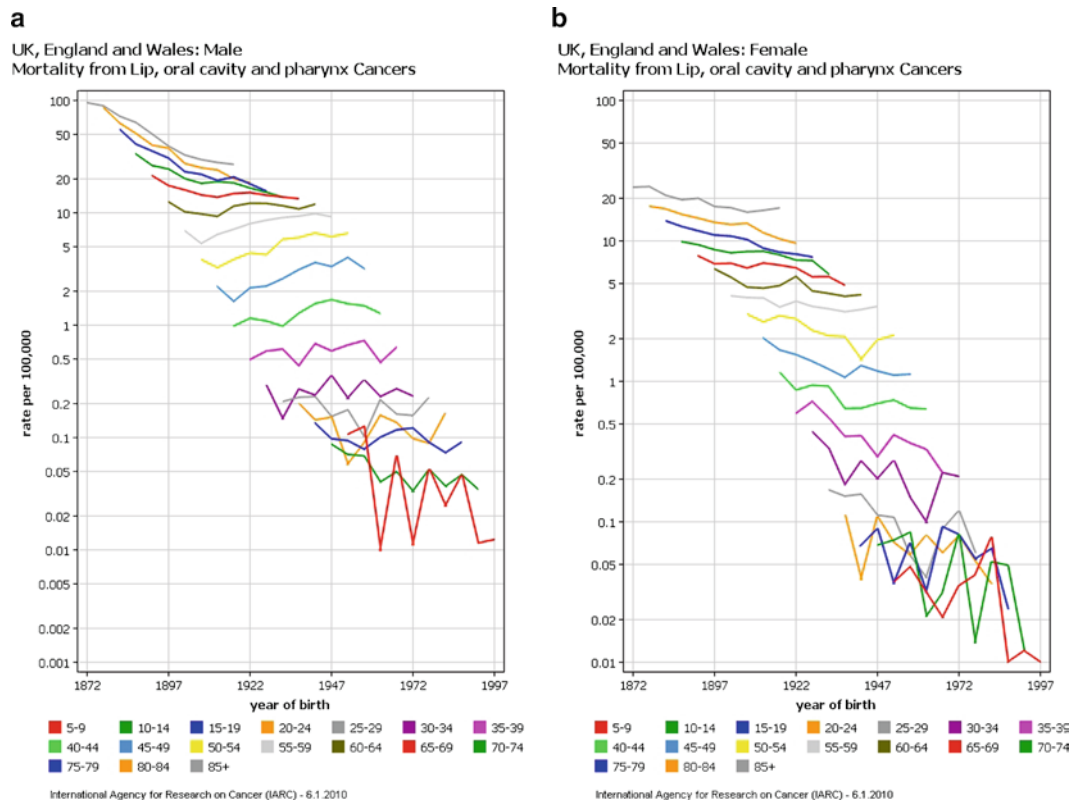 a
UK, England and Wales: Male
Mortality from Lip, oral cavity and pharynx Cancers
100
50
20
10
5
2
1
0.5
0.2
0.1
0.05
0.02
0.01
0.005
0.002
0.001
rate per 100,000
1872 1897 1922 1947 1972 1997
year of birth
5-9 10-14 15-19 20-24 25-29 30-34 35-39
40-44 45-49 50-54 55-59 60-64 65-69 70-74
75-79 80-84 85+
International Agency for Research on Cancer (IARC) - 6.1.2010
b
UK, England and Wales: Female
Mortality from Lip, oral cavity and pharynx Cancers
100
50
20
10
5
2
1
0.5
0.2
0.1
0.05
0.02
0.01
rate per 100,000
1872 1897 1922 1947 1972 1997
year of birth
5-9 10-14 15-19 20-24 25-29 30-34 35-39
40-44 45-49 50-54 55-59 60-64 65-69 70-74
75-79 80-84 85+
International Agency for Research on Cancer (IARC) - 6.1.2010